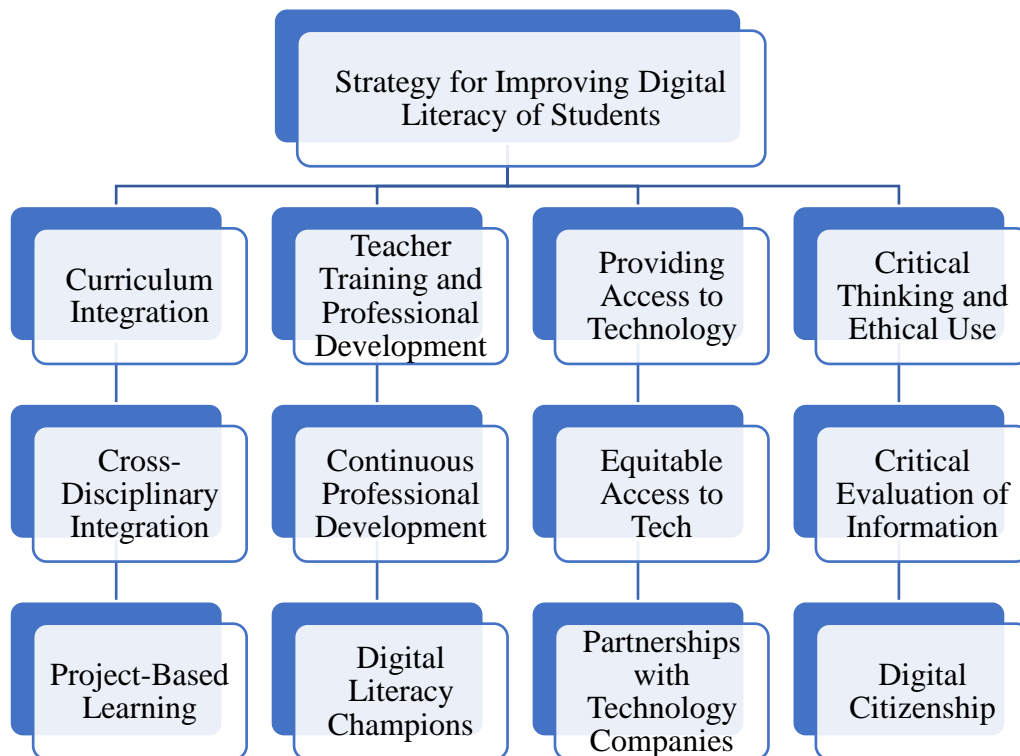 Strategy for Improving Digital
Literacy of Students
Curriculum
Integration
Teacher
Training and
Professional
Development
Providing
Access to
Technology
Critical
Thinking and
Ethical Use
Cross-
Disciplinary
Integration
Continuous
Professional
Development
Equitable
Access to
Tech
Critical
Evaluation of
Information
Project-Based
Learning
Digital
Literacy
Champions
Partnerships
with
Technology
Companies
Digital
Citizenship